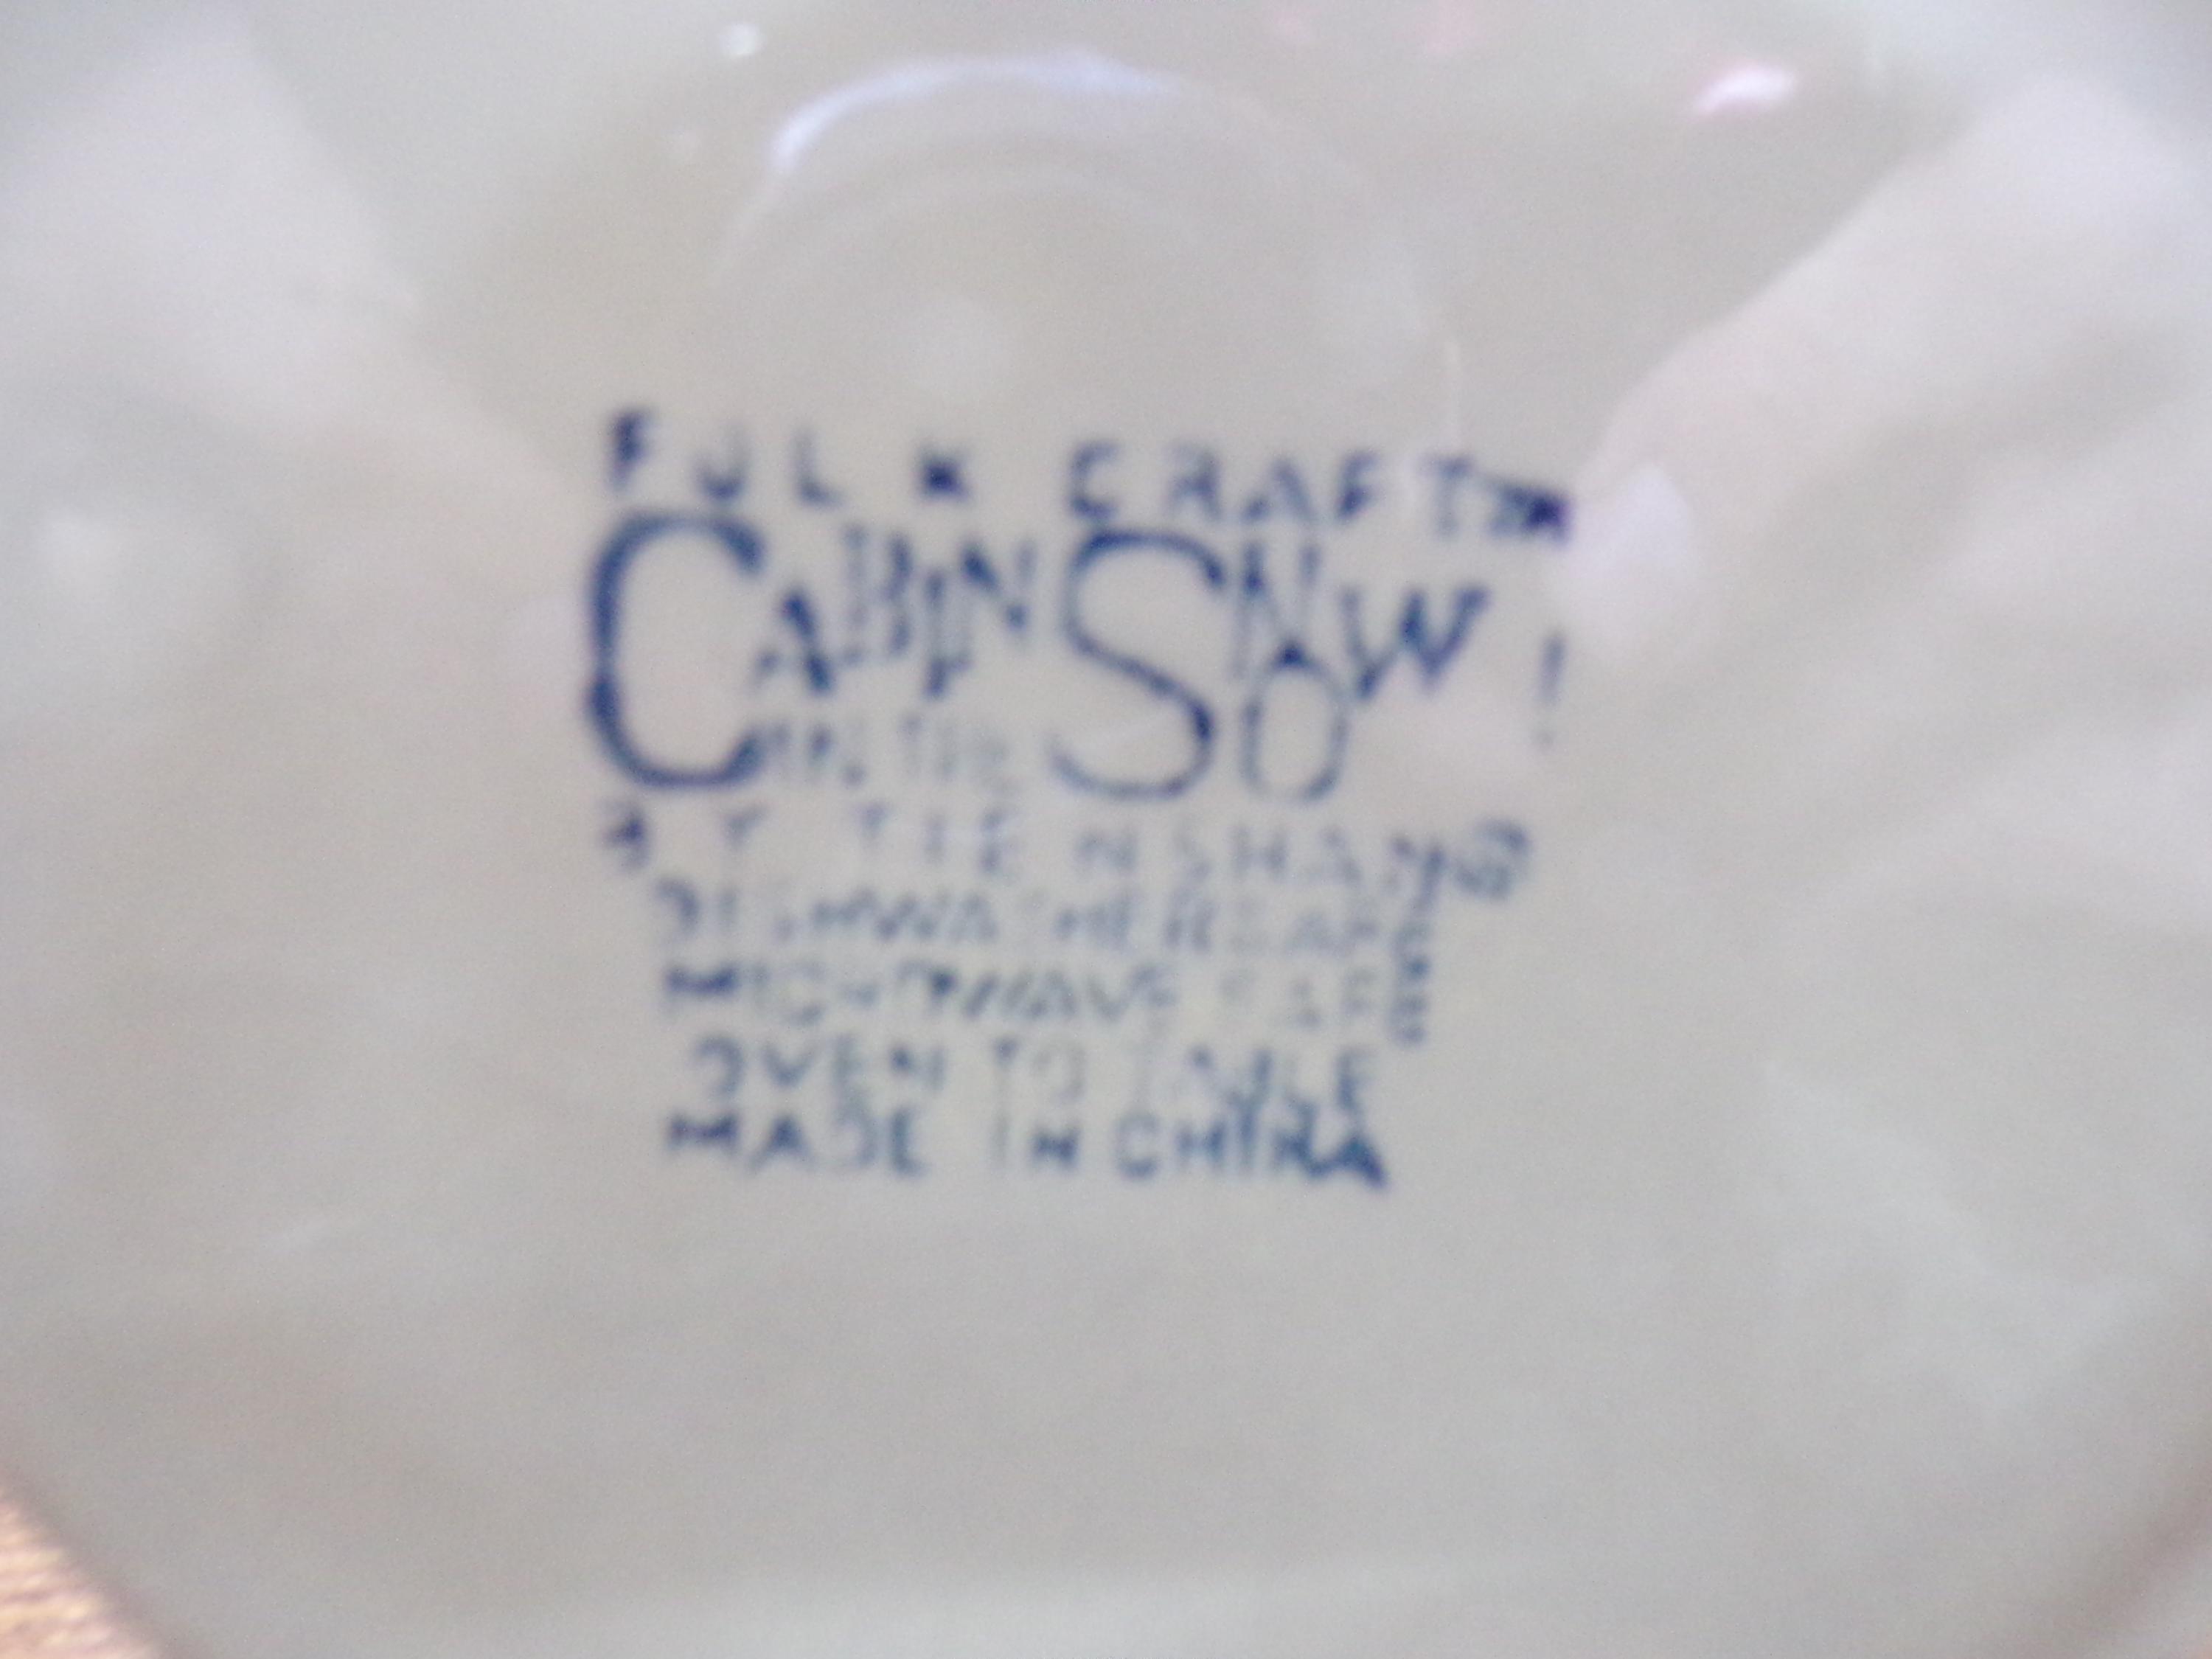 FOLK CRAFT™
CABIN IN THE SNOW!
BY TIENSHAN®
DISHWASHER SAFE
MICROWAVE SAFE
OVEN TO TABLE
MADE IN CHINA